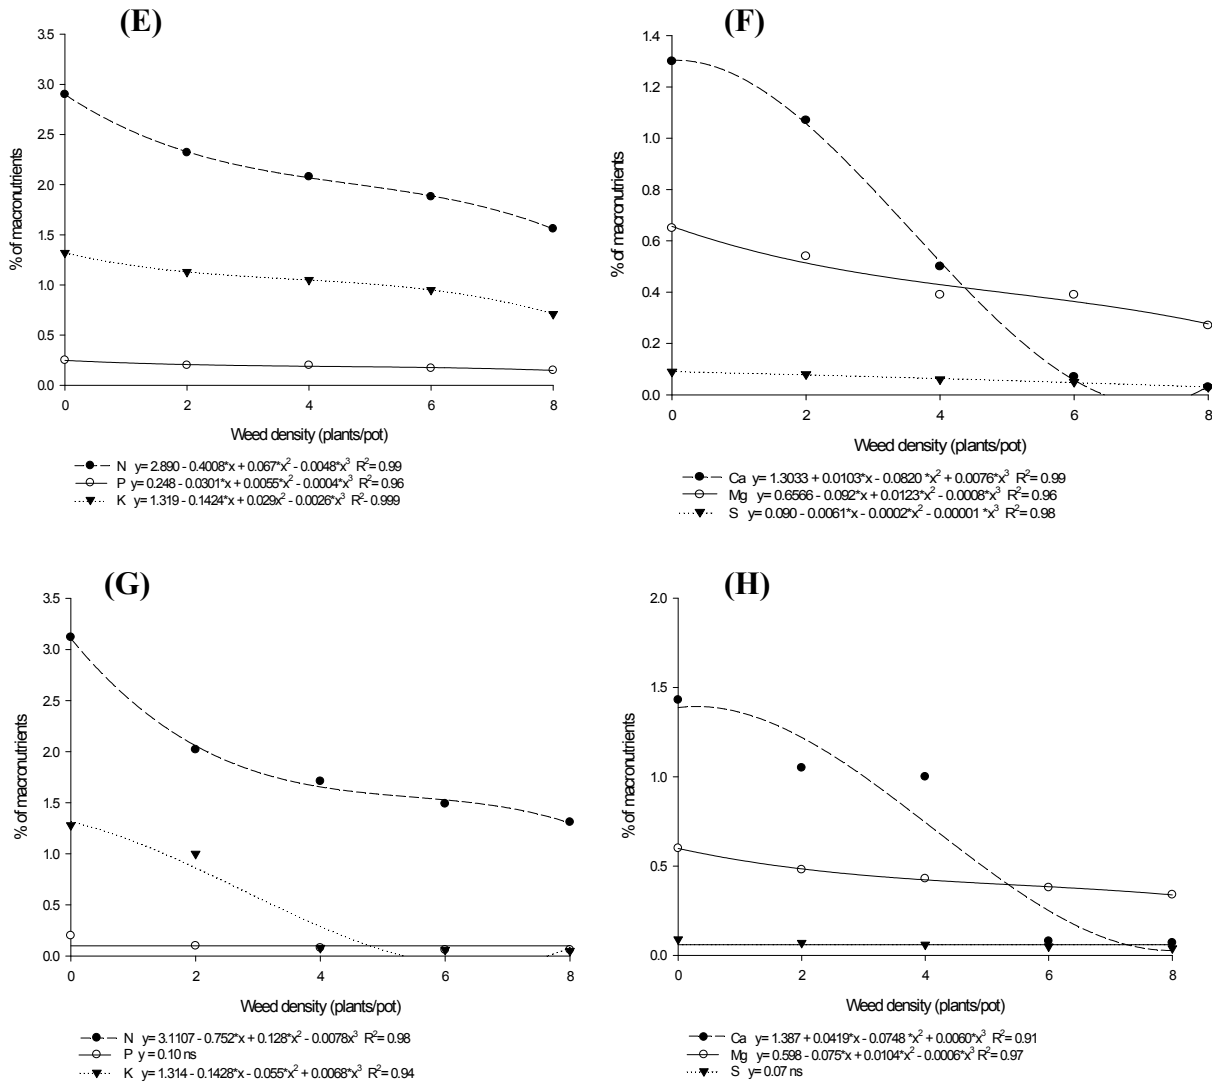 (E)
3.5
3.0
2.5
2.0
1.5
1.0
0.5
0.0
% of macronutrients
0 2 4 6 8
Weed density (plants/pot)
N y= 2.890 - 0.4008*x + 0.067*x² - 0.0048*x³ R²= 0.99
P y= 0.248 - 0.0301*x + 0.0055*x² - 0.0004*x³ R²= 0.96
K y= 1.319 - 0.1424*x + 0.029x² - 0.0026*x³ R² - 0.999
(F)
1.4
1.2
1.0
0.8
0.6
0.4
0.2
0.0
% of macronutrients
0 2 4 6 8
Weed density (plants/pot)
Ca y= 1.3033 + 0.0103*x - 0.0820 *x² + 0.0076*x³ R²= 0.99
Mg y= 0.6566 - 0.092*x + 0.0123*x² - 0.0008*x³ R²= 0.96
S y= 0.090 - 0.0061*x - 0.0002*x² - 0.00001 *x³ R²= 0.98
(G)
3.5
3.0
2.5
2.0
1.5
1.0
0.5
0.0
% of macronutrients
0 2 4 6 8
Weed density (plants/pot)
N y= 3.1107 - 0.752*x + 0.128*x² - 0.0078x³ R²= 0.98
P y = 0.10 ns
K y= 1.314 - 0.1428*x - 0.055*x² + 0.0068*x³ R²= 0.94
(H)
2.0
1.5
1.0
0.5
0.0
% of macronutrients
0 2 4 6 8
Weed density (plants/pot)
Ca y= 1.387 + 0.0419*x - 0.0748 *x² + 0.0060*x³ R²= 0.91
Mg y= 0.598 - 0.075*x + 0.0104*x² - 0.0006*x³ R²= 0.97
S y= 0.07 ns